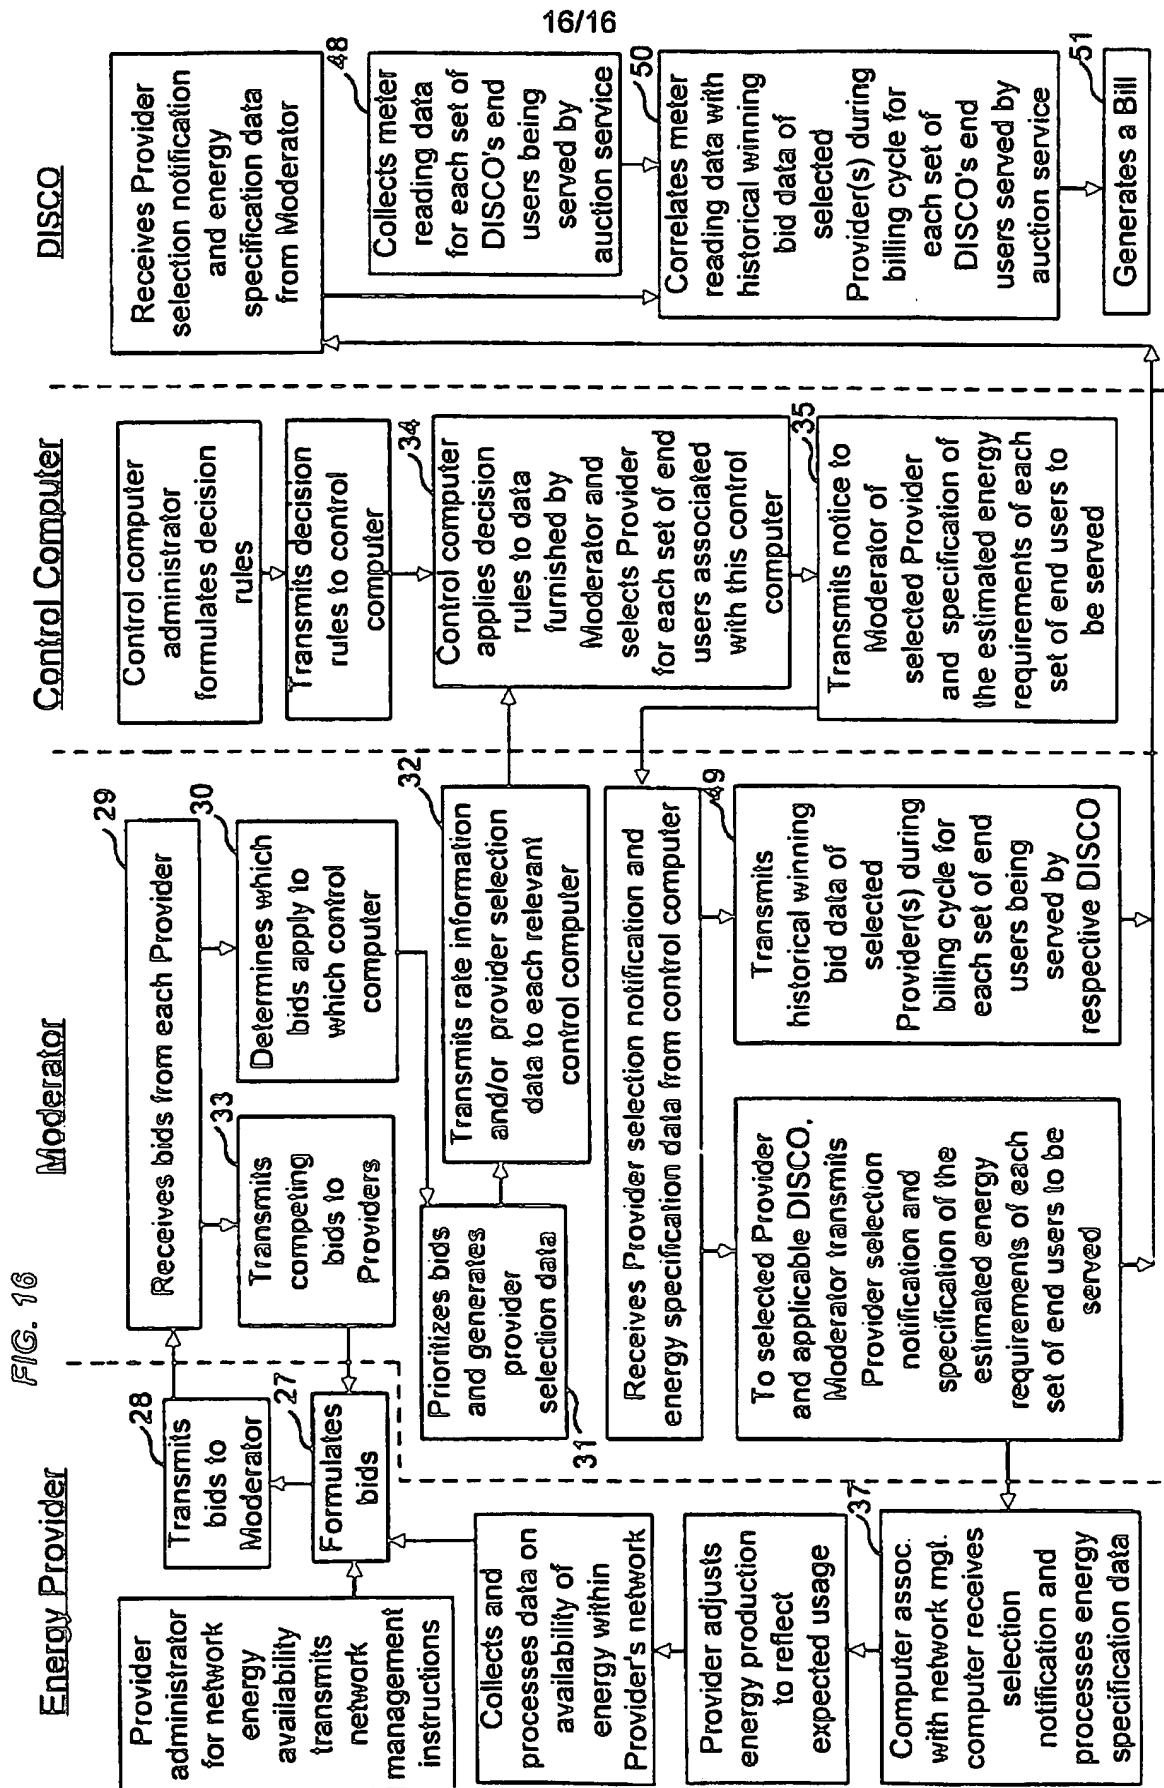 16/16
FIG. 16
Energy Provider
Moderator
Control Computer
DISCO
Provider
administrator
for network
energy
availability
transmits
network
management
instructions
28
Transmits
bids to
Moderator
27
Formulates
bids
Collects and
processes data on
availability of
energy within
Provider's network
Provider adjusts
energy production
to reflect
expected usage
37
Computer assoc.
with network mgt.
computer receives
selection
notification and
processes energy
specification data
29
Receives bids from each Provider
33
Transmits
competing
bids to
Providers
30
Determines which
bids apply to
which control
computer
Prioritizes bids
and generates
provider
selection data
31
32
Transmits rate information
and/or provider selection
data to each relevant
control computer
Receives Provider selection notification and
energy specification data from control computer
To selected Provider
and applicable DISCO,
Moderator transmits
Provider selection
notification and
specification of the
estimated energy
requirements of each
set of end users to be
served
49
Transmits
historical winning
bid data of
selected
Provider(s) during
billing cycle for
each set of end
users being
served by
respective DISCO
Control computer
administrator
formulates decision
rules
Transmits decision
rules to control
computer
34
Control computer
applies decision
rules to data
furnished by
Moderator and
selects Provider
for each set of end
users associated
with this control
computer
35
Transmits notice to
Moderator of
selected Provider
and specification of
the estimated energy
requirements of each
set of end users to
be served
Receives Provider
selection notification
and energy
specification data
from Moderator
48
Collects meter
reading data
for each set of
DISCO's end
users being
served by
auction service
50
Correlates meter
reading data with
historical winning
bid data of
selected
Provider(s) during
billing cycle for
each set of
DISCO's end
users served by
auction service
51
Generates a Bill